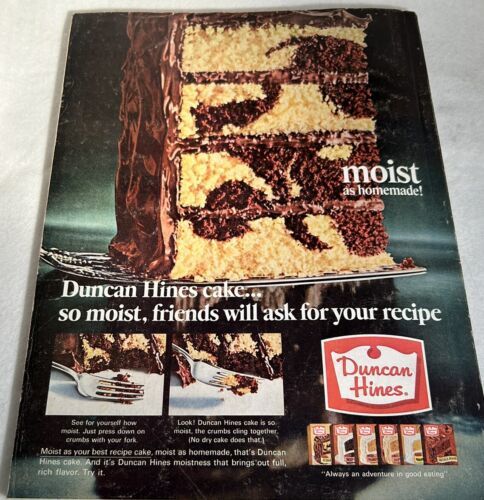 moist
as homemade!
Duncan Hines cake...
so moist, friends will ask for your recipe
See for yourself how
moist. Just press down on
crumbs with your fork.
Look! Duncan Hines cake is so
moist, the crumbs cling together.
(No dry cake does that.)
Moist as your best recipe cake, moist as homemade, that's Duncan
Hines cake. And it's Duncan Hines moistness that brings out full,
rich flavor. Try it.
Duncan
Hines®
"Always an adventure in good eating"